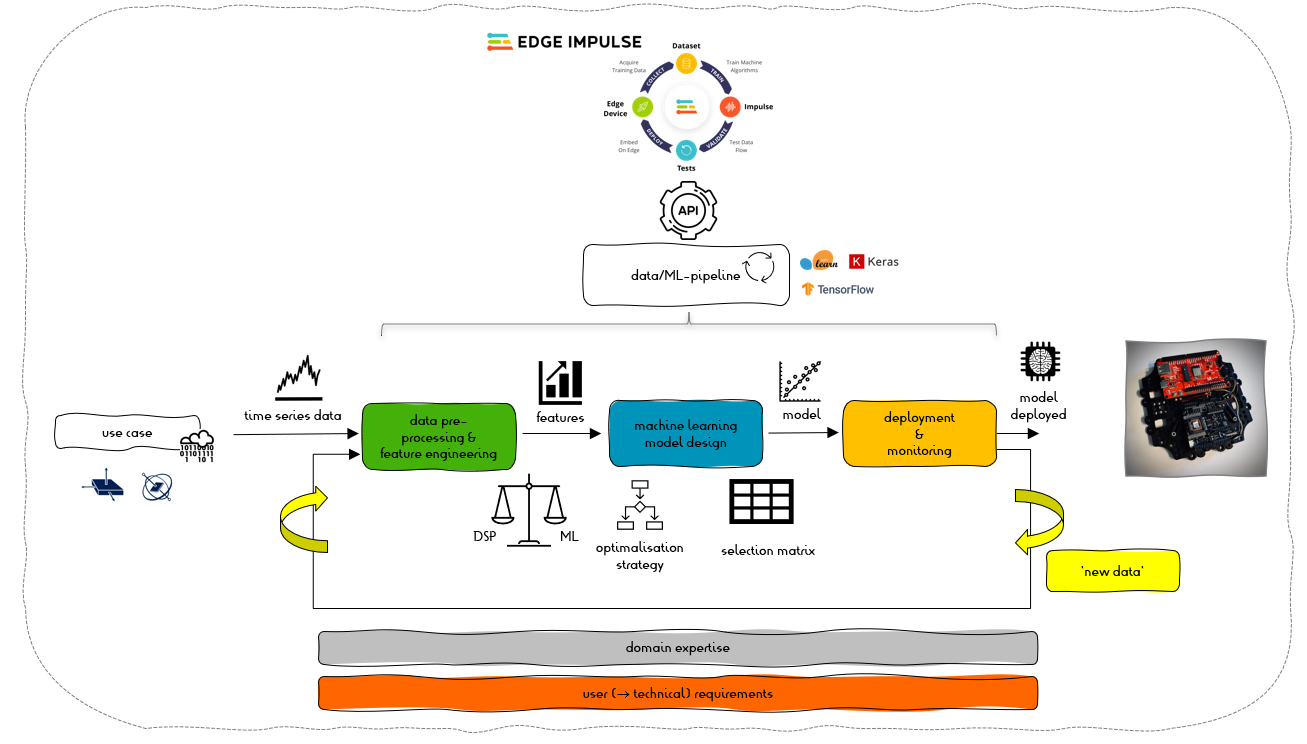 EDGE IMPULSE
Dataset
Acquire
Training Data
Train Machine
Algorithms
COLLECT
TRAIN
Edge
Device
Impulse
DEPLOY
VALIDATE
Embed
On Edge
Test Data
Flow
Tests
API
data/ML-pipeline
learn
K Keras
TensorFlow
time series data
features
model
model
deployed
use case
10110010
01101111
1 10 1
data pre-
processing &
feature engineering
machine learning
model design
deployment
&
monitoring
DSP
ML
optimalisation
strategy
selection matrix
'new data'
domain expertise
user (→ technical) requirements